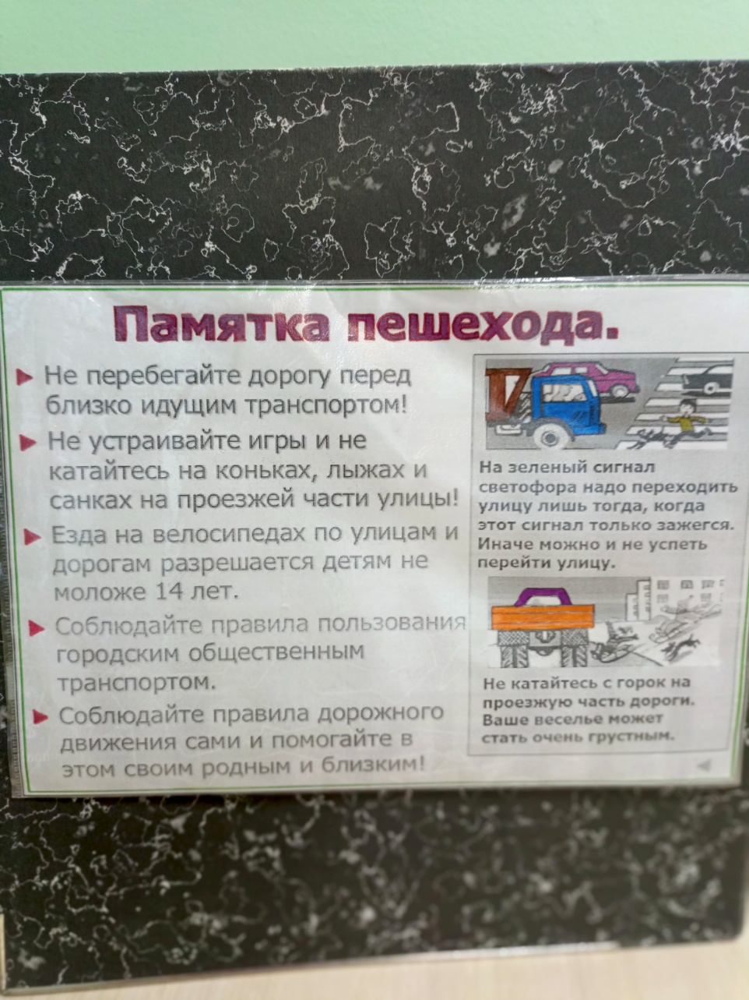 Памятка пешехода.
Не перебегайте дорогу перед
близко идущим транспортом!
Не устраивайте игры и не
катайтесь на коньках, лыжах и
санках на проезжей части улицы!
Езда на велосипедах по улицам и
дорогам разрешается детям не
моложе 14 лет.
Соблюдайте правила пользования
городским общественным
транспортом.
Соблюдайте правила дорожного
движения сами и помогайте в
этом своим родным и близким!
На зеленый сигнал
светофора надо переходить
улицу лишь тогда, когда
этот сигнал только зажегся.
Иначе можно и не успеть
перейти улицу.
Не катайтесь с горок на
проезжую часть дороги.
Ваше веселье может
стать очень грустным.